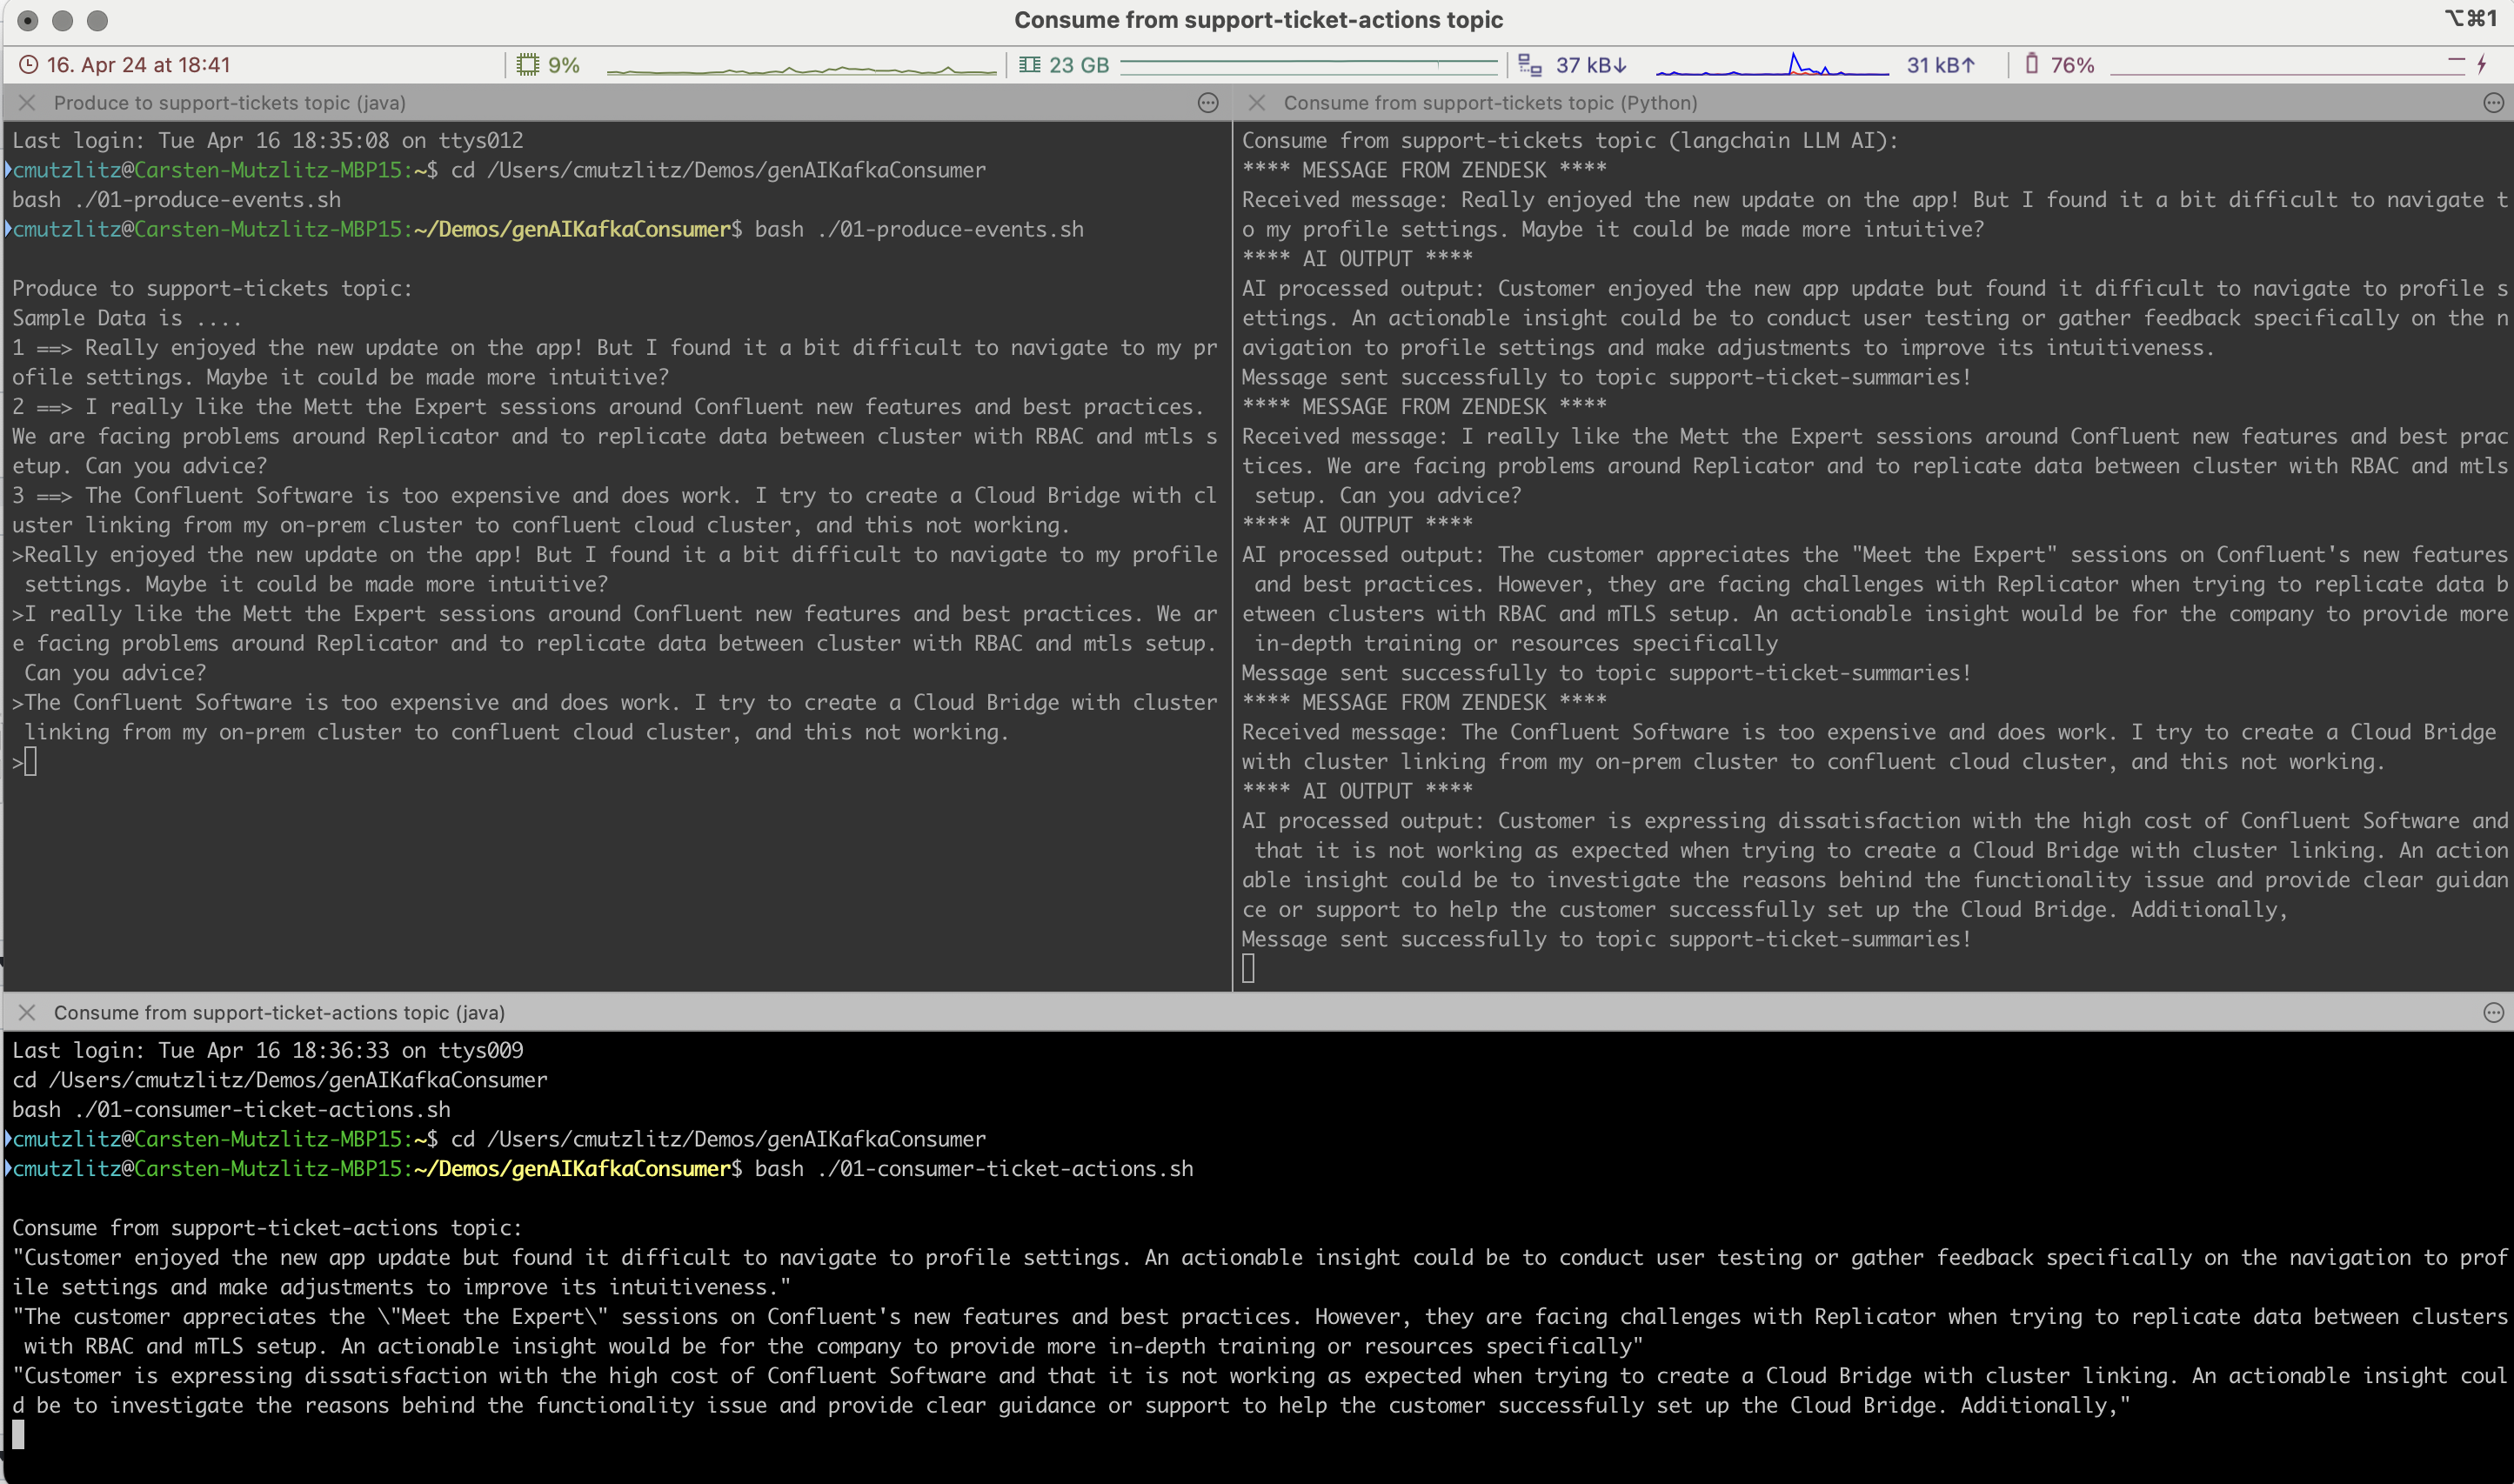 Consume from support-ticket-actions topic
⌥⌘1
16. Apr 24 at 18:41
9%
23 GB
37 kB↓
31 kB↑
76%
Produce to support-tickets topic (java)
Last login: Tue Apr 16 18:35:08 on ttys012
cmutzlitz@Carsten-Mutzlitz-MBP15:~$ cd /Users/cmutzlitz/Demos/genAIKafkaConsumer
bash ./01-produce-events.sh
cmutzlitz@Carsten-Mutzlitz-MBP15:~/Demos/genAIKafkaConsumer$ bash ./01-produce-events.sh
Produce to support-tickets topic:
Sample Data is ....
1 ==> Really enjoyed the new update on the app! But I found it a bit difficult to navigate to my pr
ofile settings. Maybe it could be made more intuitive?
2 ==> I really like the Mett the Expert sessions around Confluent new features and best practices.
We are facing problems around Replicator and to replicate data between cluster with RBAC and mtls s
etup. Can you advice?
3 ==> The Confluent Software is too expensive and does work. I try to create a Cloud Bridge with cl
uster linking from my on-prem cluster to confluent cloud cluster, and this not working.
>Really enjoyed the new update on the app! But I found it a bit difficult to navigate to my profile
settings. Maybe it could be made more intuitive?
>I really like the Mett the Expert sessions around Confluent new features and best practices. We ar
e facing problems around Replicator and to replicate data between cluster with RBAC and mtls setup.
Can you advice?
>The Confluent Software is too expensive and does work. I try to create a Cloud Bridge with cluster
linking from my on-prem cluster to confluent cloud cluster, and this not working.
>
Consume from support-tickets topic (Python)
Consume from support-tickets topic (langchain LLM AI):
**** MESSAGE FROM ZENDESK ****
Received message: Really enjoyed the new update on the app! But I found it a bit difficult to navigate t
o my profile settings. Maybe it could be made more intuitive?
**** AI OUTPUT ****
AI processed output: Customer enjoyed the new app update but found it difficult to navigate to profile s
ettings. An actionable insight could be to conduct user testing or gather feedback specifically on the n
avigation to profile settings and make adjustments to improve its intuitiveness.
Message sent successfully to topic support-ticket-summaries!
**** MESSAGE FROM ZENDESK ****
Received message: I really like the Mett the Expert sessions around Confluent new features and best prac
tices. We are facing problems around Replicator and to replicate data between cluster with RBAC and mtls
setup. Can you advice?
**** AI OUTPUT ****
AI processed output: The customer appreciates the "Meet the Expert" sessions on Confluent's new features
and best practices. However, they are facing challenges with Replicator when trying to replicate data b
etween clusters with RBAC and mTLS setup. An actionable insight would be for the company to provide more
in-depth training or resources specifically
Message sent successfully to topic support-ticket-summaries!
**** MESSAGE FROM ZENDESK ****
Received message: The Confluent Software is too expensive and does work. I try to create a Cloud Bridge
with cluster linking from my on-prem cluster to confluent cloud cluster, and this not working.
**** AI OUTPUT ****
AI processed output: Customer is expressing dissatisfaction with the high cost of Confluent Software and
that it is not working as expected when trying to create a Cloud Bridge with cluster linking. An action
able insight could be to investigate the reasons behind the functionality issue and provide clear guidan
ce or support to help the customer successfully set up the Cloud Bridge. Additionally,
Message sent successfully to topic support-ticket-summaries!
Consume from support-ticket-actions topic (java)
Last login: Tue Apr 16 18:36:33 on ttys009
cd /Users/cmutzlitz/Demos/genAIKafkaConsumer
bash ./01-consumer-ticket-actions.sh
cmutzlitz@Carsten-Mutzlitz-MBP15:~$ cd /Users/cmutzlitz/Demos/genAIKafkaConsumer
cmutzlitz@Carsten-Mutzlitz-MBP15:~/Demos/genAIKafkaConsumer$ bash ./01-consumer-ticket-actions.sh
Consume from support-ticket-actions topic:
"Customer enjoyed the new app update but found it difficult to navigate to profile settings. An actionable insight could be to conduct user testing or gather feedback specifically on the navigation to prof
ile settings and make adjustments to improve its intuitiveness."
"The customer appreciates the \"Meet the Expert\" sessions on Confluent's new features and best practices. However, they are facing challenges with Replicator when trying to replicate data between clusters
with RBAC and mTLS setup. An actionable insight would be for the company to provide more in-depth training or resources specifically"
"Customer is expressing dissatisfaction with the high cost of Confluent Software and that it is not working as expected when trying to create a Cloud Bridge with cluster linking. An actionable insight coul
d be to investigate the reasons behind the functionality issue and provide clear guidance or support to help the customer successfully set up the Cloud Bridge. Additionally,"